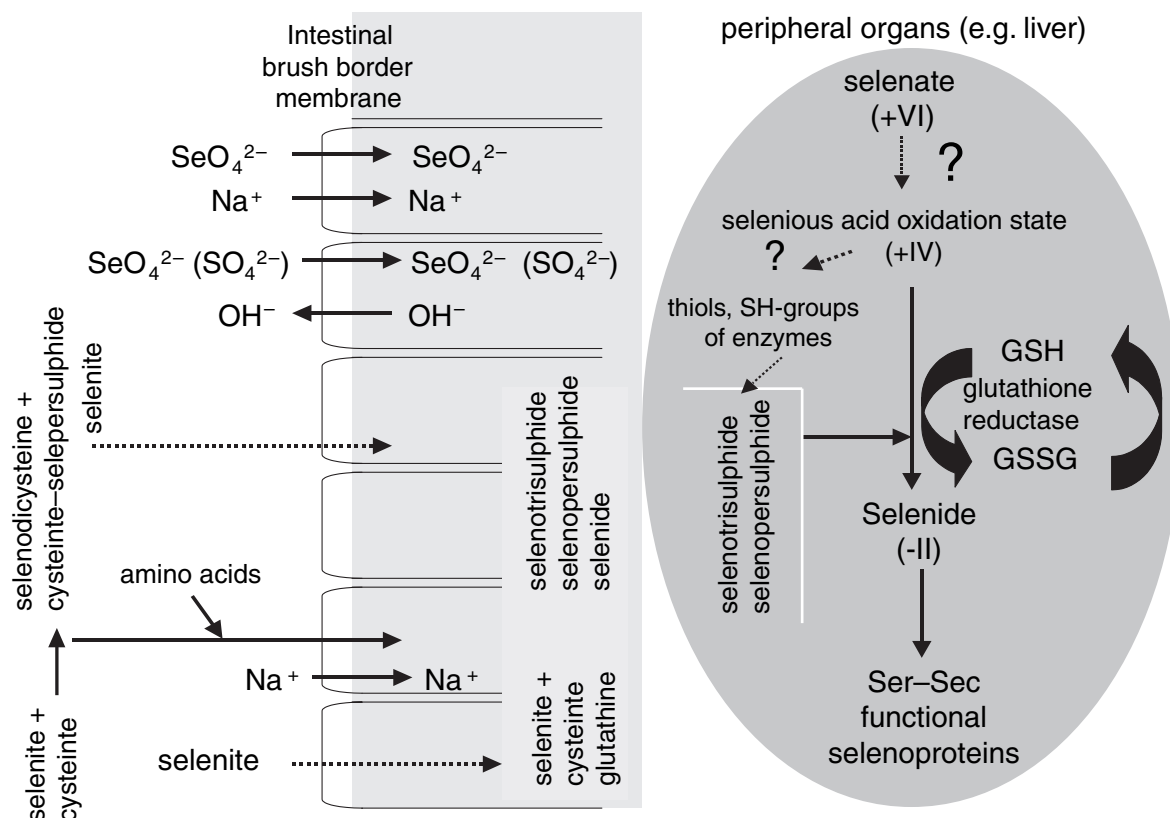 Intestinal
brush border
membrane
SeO₄²⁻ SeO₄²⁻
Na⁺ Na⁺
SeO₄²⁻ (SO₄²⁻) SeO₄²⁻ (SO₄²⁻)
OH⁻ OH⁻
selenodicysteine +
cysteinte–selepersulphide
selenite
selenotrisulphide
selenopersulphide
selenide
amino acids
Na⁺ Na⁺
selenite +
cysteinte
selenite
selenite +
cysteinte
glutathine
peripheral organs (e.g. liver)
selenate
(+VI)
?
selenious acid oxidation state
(+IV)
?
thiols, SH-groups
of enzymes
selenotrisulphide
selenopersulphide
GSH
glutathione
reductase
GSSG
Selenide
(-II)
Ser–Sec
functional
selenoproteins